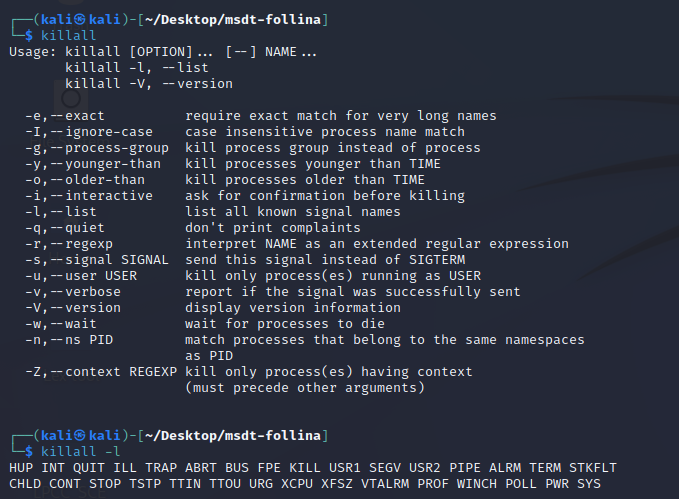 ┌──(kali㉿kali)-[~/Desktop/msdt-follina]
└─$ killall
Usage: killall [OPTION]... [--] NAME...
       killall -l, --list
       killall -V, --version

  -e,--exact          require exact match for very long names
  -I,--ignore-case    case insensitive process name match
  -g,--process-group  kill process group instead of process
  -y,--younger-than   kill processes younger than TIME
  -o,--older-than     kill processes older than TIME
  -i,--interactive    ask for confirmation before killing
  -l,--list           list all known signal names
  -q,--quiet          don't print complaints
  -r,--regexp         interpret NAME as an extended regular expression
  -s,--signal SIGNAL  send this signal instead of SIGTERM
  -u,--user USER      kill only process(es) running as USER
  -v,--verbose        report if the signal was successfully sent
  -V,--version        display version information
  -w,--wait           wait for processes to die
  -n,--ns PID         match processes that belong to the same namespaces
                      as PID
  -Z,--context REGEXP kill only process(es) having context
                      (must precede other arguments)

┌──(kali㉿kali)-[~/Desktop/msdt-follina]
└─$ killall -l
HUP INT QUIT ILL TRAP ABRT BUS FPE KILL USR1 SEGV USR2 PIPE ALRM TERM STKFLT
CHLD CONT STOP TSTP TTIN TTOU URG XCPU XFSZ VTALRM PROF WINCH POLL PWR SYS